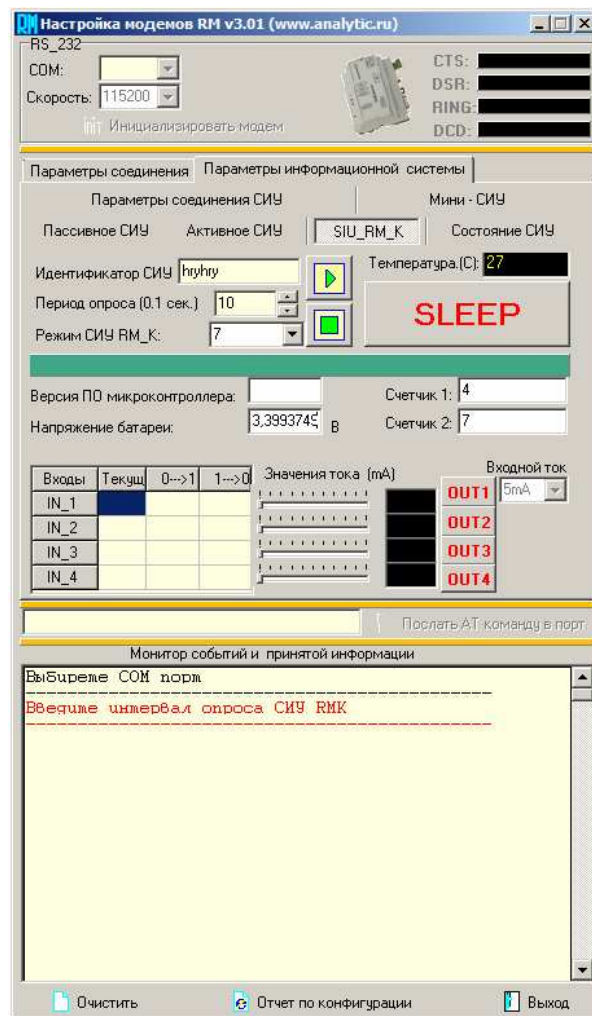 Настройка модемов RM v3.01 (www.analytic.ru)
RS_232
COM:
Скорость: 115200
Инициализировать модем
CTS:
DSR:
RING:
DCD:
Параметры соединения Параметры информационной системы
Параметры соединения СИУ Мини - СИУ
Пассивное СИУ Активное СИУ SIU_RM_K Состояние СИУ
Идентификатор СИУ hryhry
Температура.(C): 27
Период опроса (0.1 сек.) 10
SLEEP
Режим СИУ RM_K: 7
Версия ПО микроконтроллера:
Счетчик 1: 4
Напряжение батареи: 3,3993749 В
Счетчик 2: 7
Входы Текущ 0-->1 1-->0 Значения тока (mA) Входной ток
IN_1 OUT1 5mA
IN_2 OUT2
IN_3 OUT3
IN_4 OUT4
Послать AT команду в порт
Монитор событий и принятой информации
Выбирете COM порт
Введите интервал опроса СИУ RMK
Очистить Отчет по конфигурации Выход